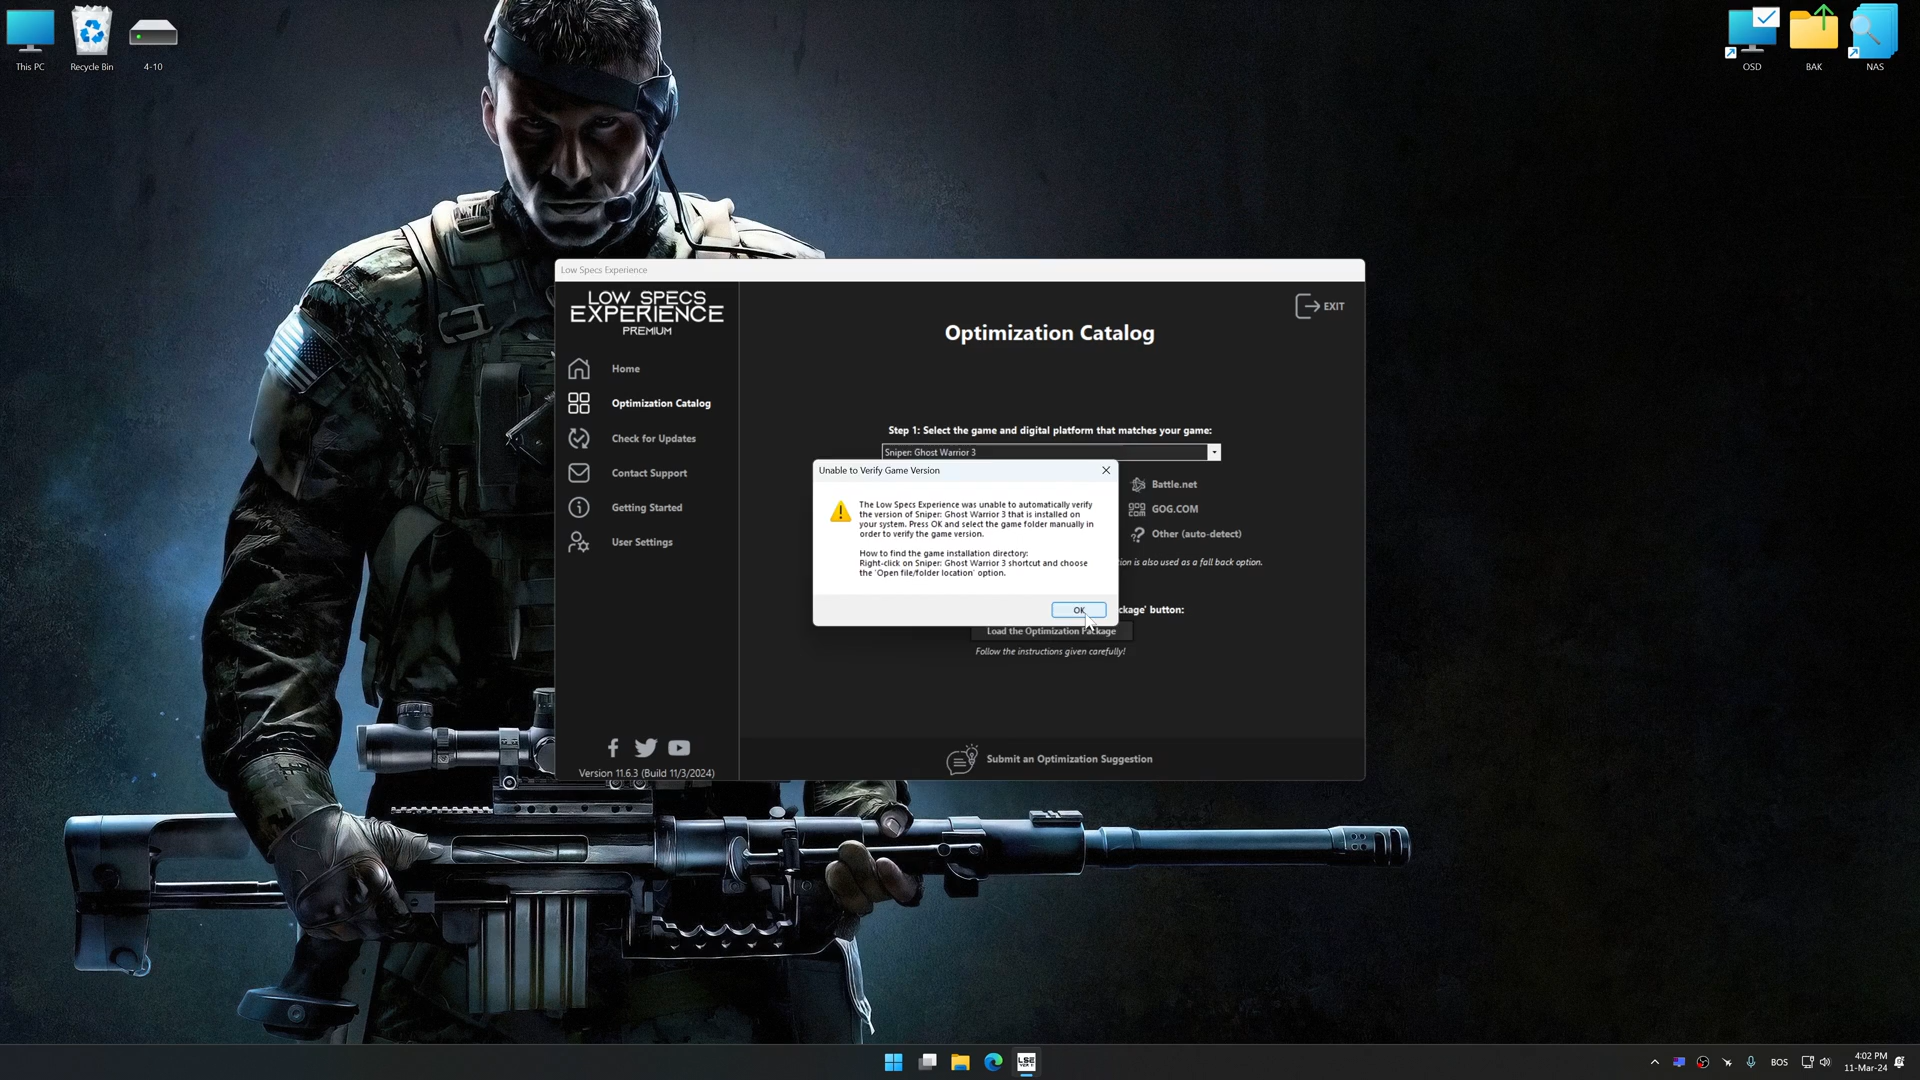 This PC
Recycle Bin
4-10
OSD
BAK
NAS
Low Specs Experience
LOW SPECS
EXPERIENCE
PREMIUM
EXIT
Optimization Catalog
Home
Optimization Catalog
Check for Updates
Contact Support
Getting Started
User Settings
Step 1: Select the game and digital platform that matches your game:
Sniper: Ghost Warrior 3
Battle.net
GOG.COM
Other (auto-detect)
ion is also used as a fall back option.
Unable to Verify Game Version
The Low Specs Experience was unable to automatically verify
the version of Sniper: Ghost Warrior 3 that is installed on
your system. Press OK and select the game folder manually in
order to verify the game version.
How to find the game installation directory:
Right-click on Sniper: Ghost Warrior 3 shortcut and choose
the 'Open file/folder location' option.
OK
ckage' button:
Load the Optimization Package
Follow the instructions given carefully!
Submit an Optimization Suggestion
Version 11.6.3 (Build 11/3/2024)
LSE
BOS
4:02 PM
11-Mar-24